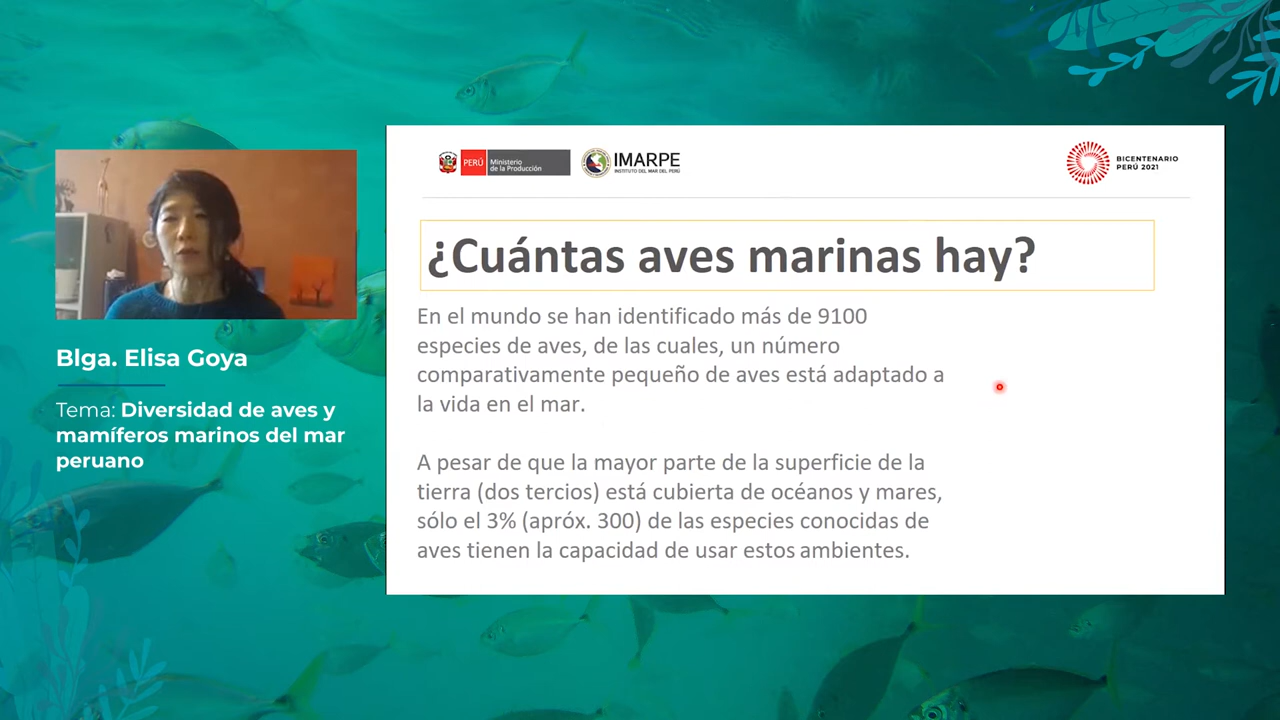 PERÚ
Ministerio
de la Producción
IMARPE
INSTITUTO DEL MAR DEL PERÚ
BICENTENARIO
PERÚ 2021
¿Cuántas aves marinas hay?
En el mundo se han identificado más de 9100
especies de aves, de las cuales, un número
comparativamente pequeño de aves está adaptado a
la vida en el mar.
A pesar de que la mayor parte de la superficie de la
tierra (dos tercios) está cubierta de océanos y mares,
sólo el 3% (apróx. 300) de las especies conocidas de
aves tienen la capacidad de usar estos ambientes.
Blga. Elisa Goya
Tema: Diversidad de aves y
mamíferos marinos del mar
peruano